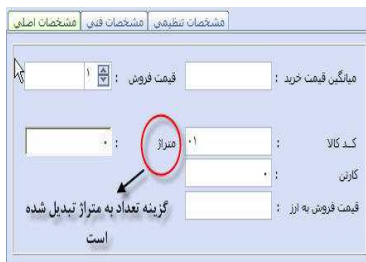 مشخصات اصلی مشخصات فنی مشخصات تنظیمی
میانگین قیمت خرید : قیمت فروش : ۱
کـد کالا : ۰۱ متراژ : ۰
کارتن : ۰
قیمت فروش به ارز :
گزینه تعداد به متراژ تبدیل شده
است